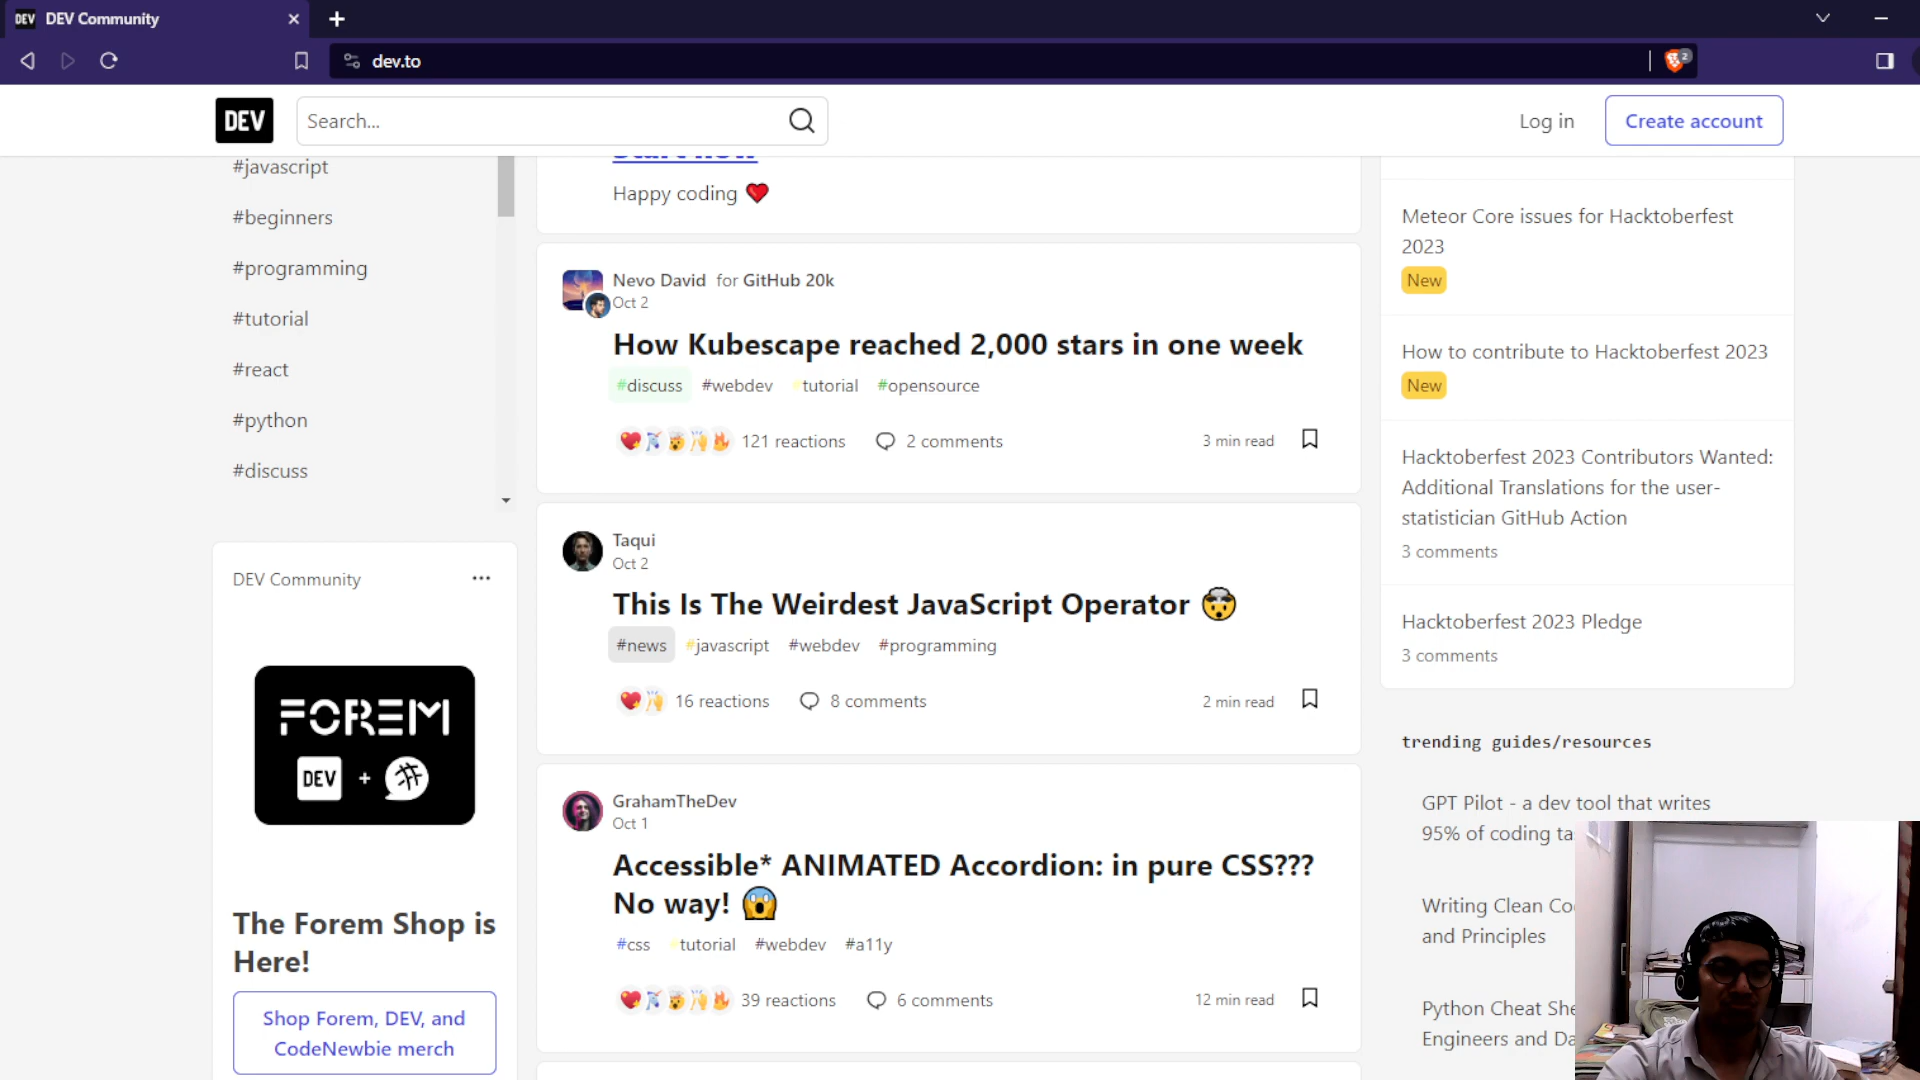 DEV DEV Community
dev.to
2
DEV
Search...
Log in
Create account
#javascript
#beginners
#programming
#tutorial
#react
#python
#discuss
DEV Community
FOREM
DEV +
The Forem Shop is
Here!
Shop Forem, DEV, and
CodeNewbie merch
Start now
Happy coding ❤️
Nevo David for GitHub 20k
Oct 2
How Kubescape reached 2,000 stars in one week
#discuss #webdev #tutorial #opensource
121 reactions 2 comments 3 min read
Taqui
Oct 2
This Is The Weirdest JavaScript Operator 🤯
#news #javascript #webdev #programming
16 reactions 8 comments 2 min read
GrahamTheDev
Oct 1
Accessible* ANIMATED Accordion: in pure CSS???
No way! 😱
#css #tutorial #webdev #a11y
39 reactions 6 comments 12 min read
Meteor Core issues for Hacktoberfest
2023
New
How to contribute to Hacktoberfest 2023
New
Hacktoberfest 2023 Contributors Wanted:
Additional Translations for the user-
statistician GitHub Action
3 comments
Hacktoberfest 2023 Pledge
3 comments
trending guides/resources
GPT Pilot - a dev tool that writes
95% of coding ta
Writing Clean Co
and Principles
Python Cheat She
Engineers and Da